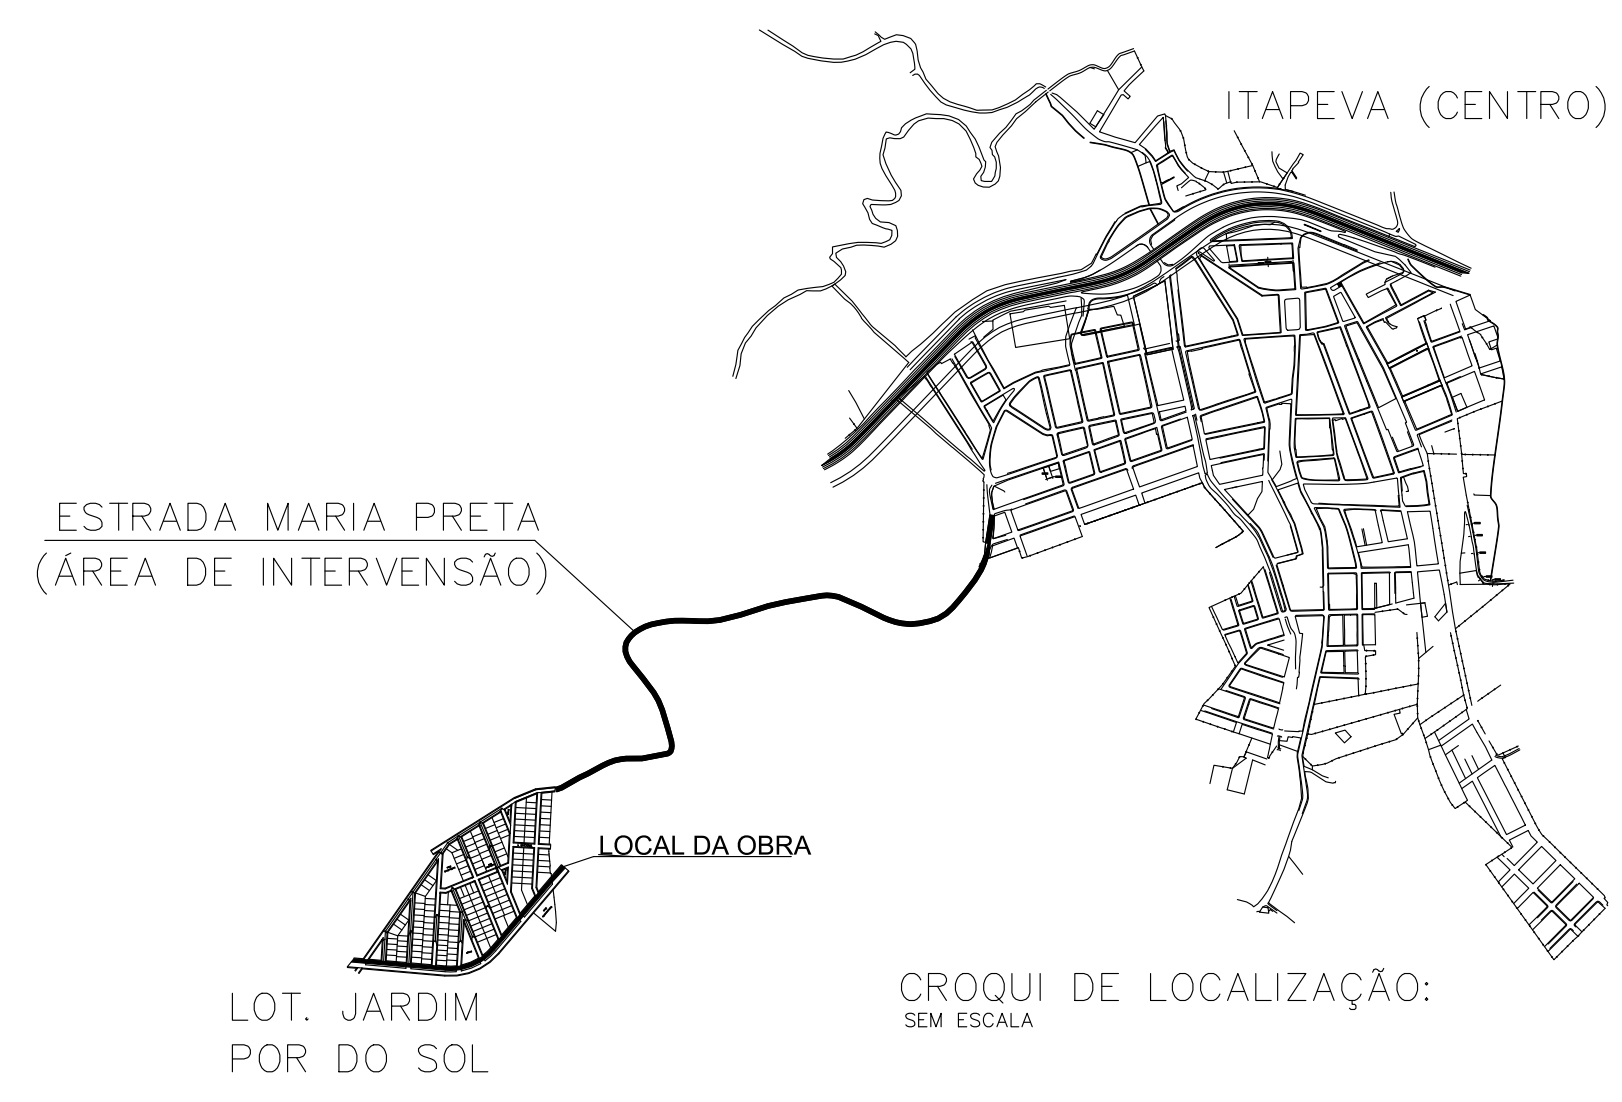 ITAPEVA (CENTRO)
ESTRADA MARIA PRETA
(ÁREA DE INTERVENSÃO)
LOCAL DA OBRA
LOT. JARDIM
POR DO SOL
CROQUI DE LOCALIZAÇÃO:
SEM ESCALA